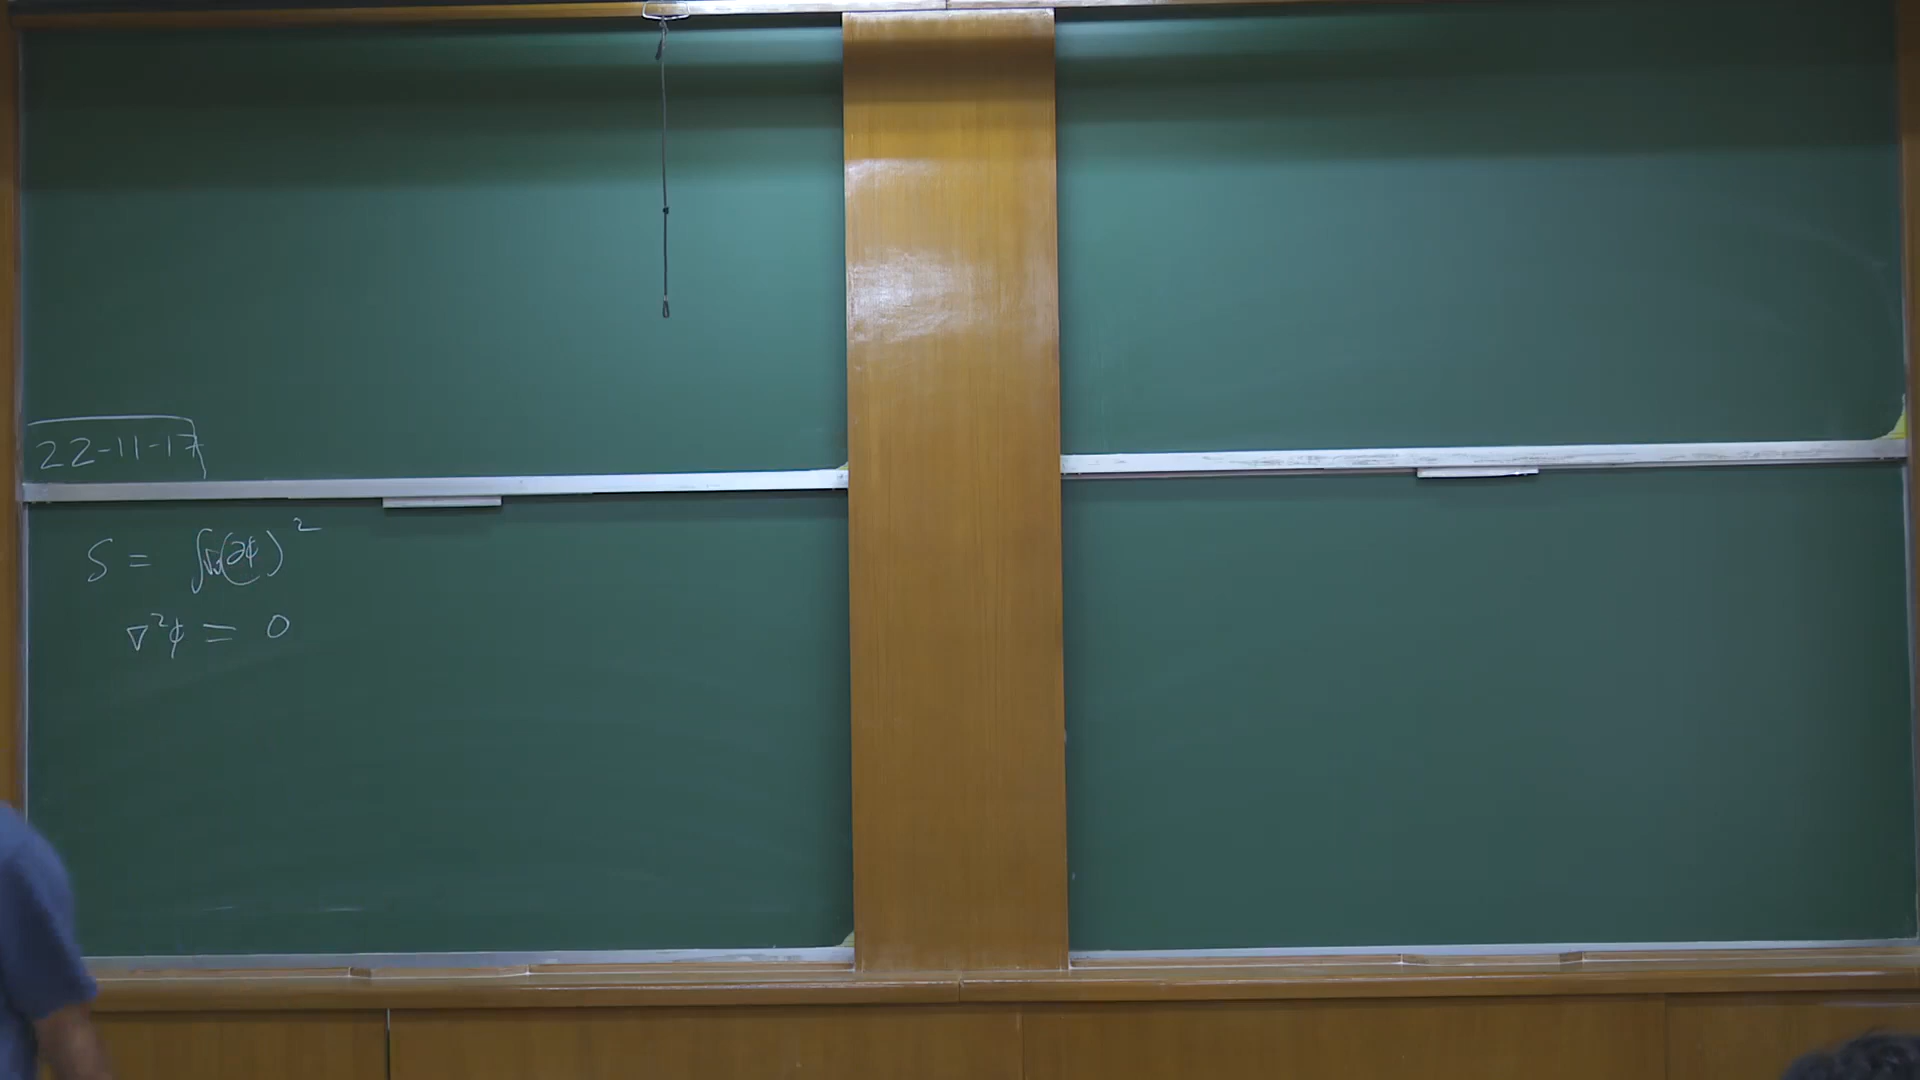 22-11-17
S = ∫√g(∂φ)²
∇²φ = 0